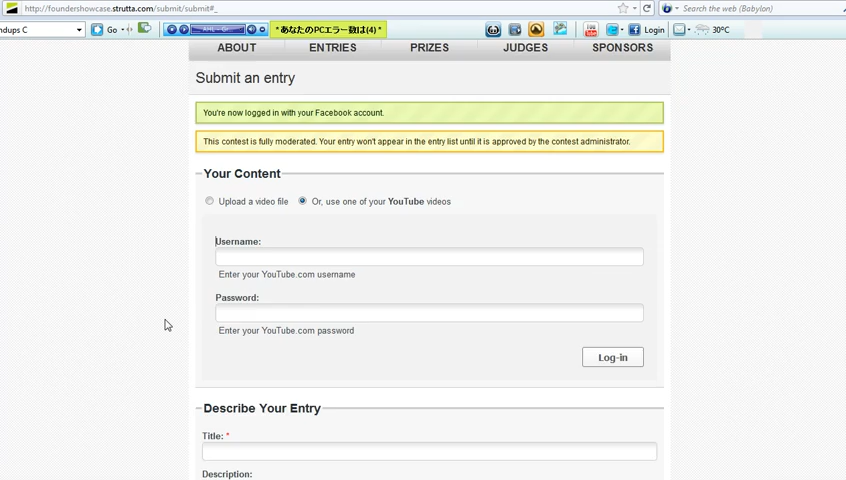 http://foundershowcase.strutta.com/submit/submit#_
Search the web (Babylon)
ndups C
Go
*あなたのPCエラー数は(4)*
Login
30°C
ABOUT
ENTRIES
PRIZES
JUDGES
SPONSORS
Submit an entry
You're now logged in with your Facebook account.
This contest is fully moderated. Your entry won't appear in the entry list until it is approved by the contest administrator.
Your Content
Upload a video file
Or, use one of your YouTube videos
Username:
Enter your YouTube.com username
Password:
Enter your YouTube.com password
Log-in
Describe Your Entry
Title: *
Description: